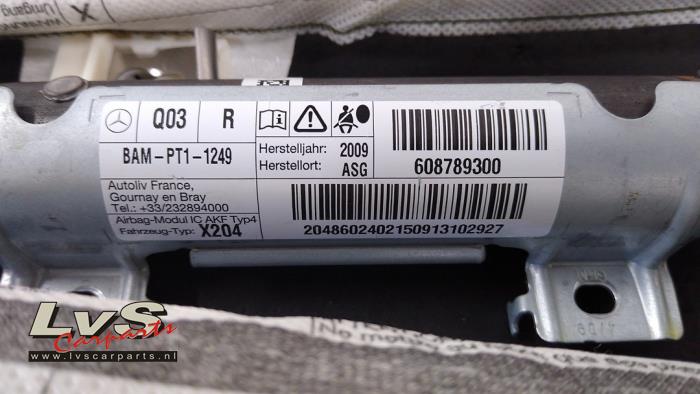 Umgang
X
Q03 R
BAM-PT1-1249
Herstelljahr: 2009
Herstellort: ASG
608789300
Autoliv France,
Gournay en Bray
Tel.: +33/232894000
Airbag-Modul IC AKF Typ4
Fahrzeug-Typ: X204
2048602402150913102927
LvS
Carparts
www.lvscarparts.nl